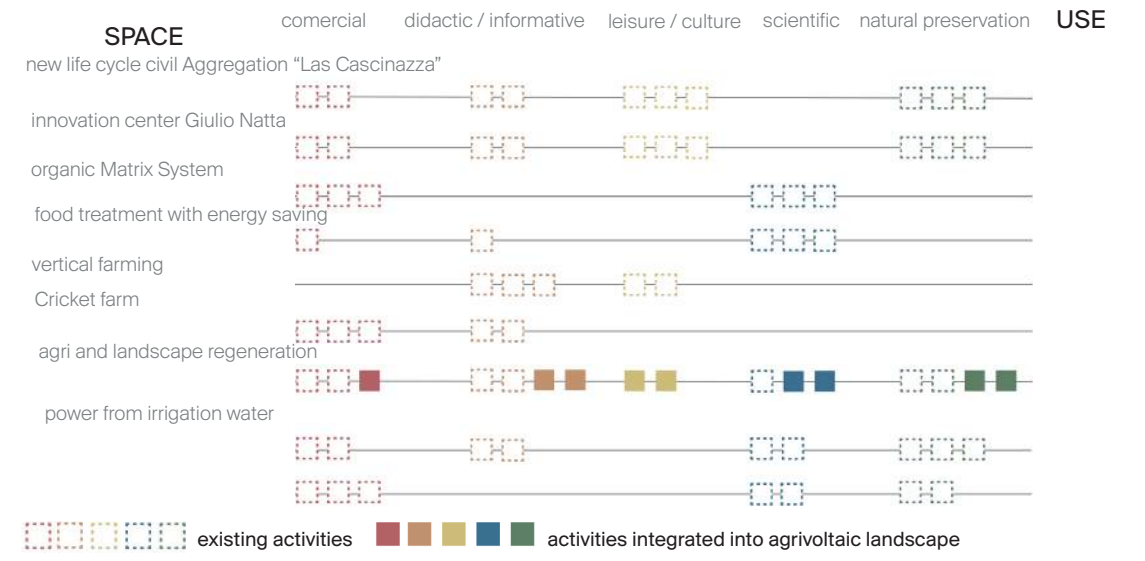 comercial didactic / informative leisure / culture scientific natural preservation USE
SPACE
new life cycle civil Aggregation “Las Cascinazza”
innovation center Giulio Natta
organic Matrix System
food treatment with energy saving
vertical farming
Cricket farm
agri and landscape regeneration
power from irrigation water
existing activities activities integrated into agrivoltaic landscape